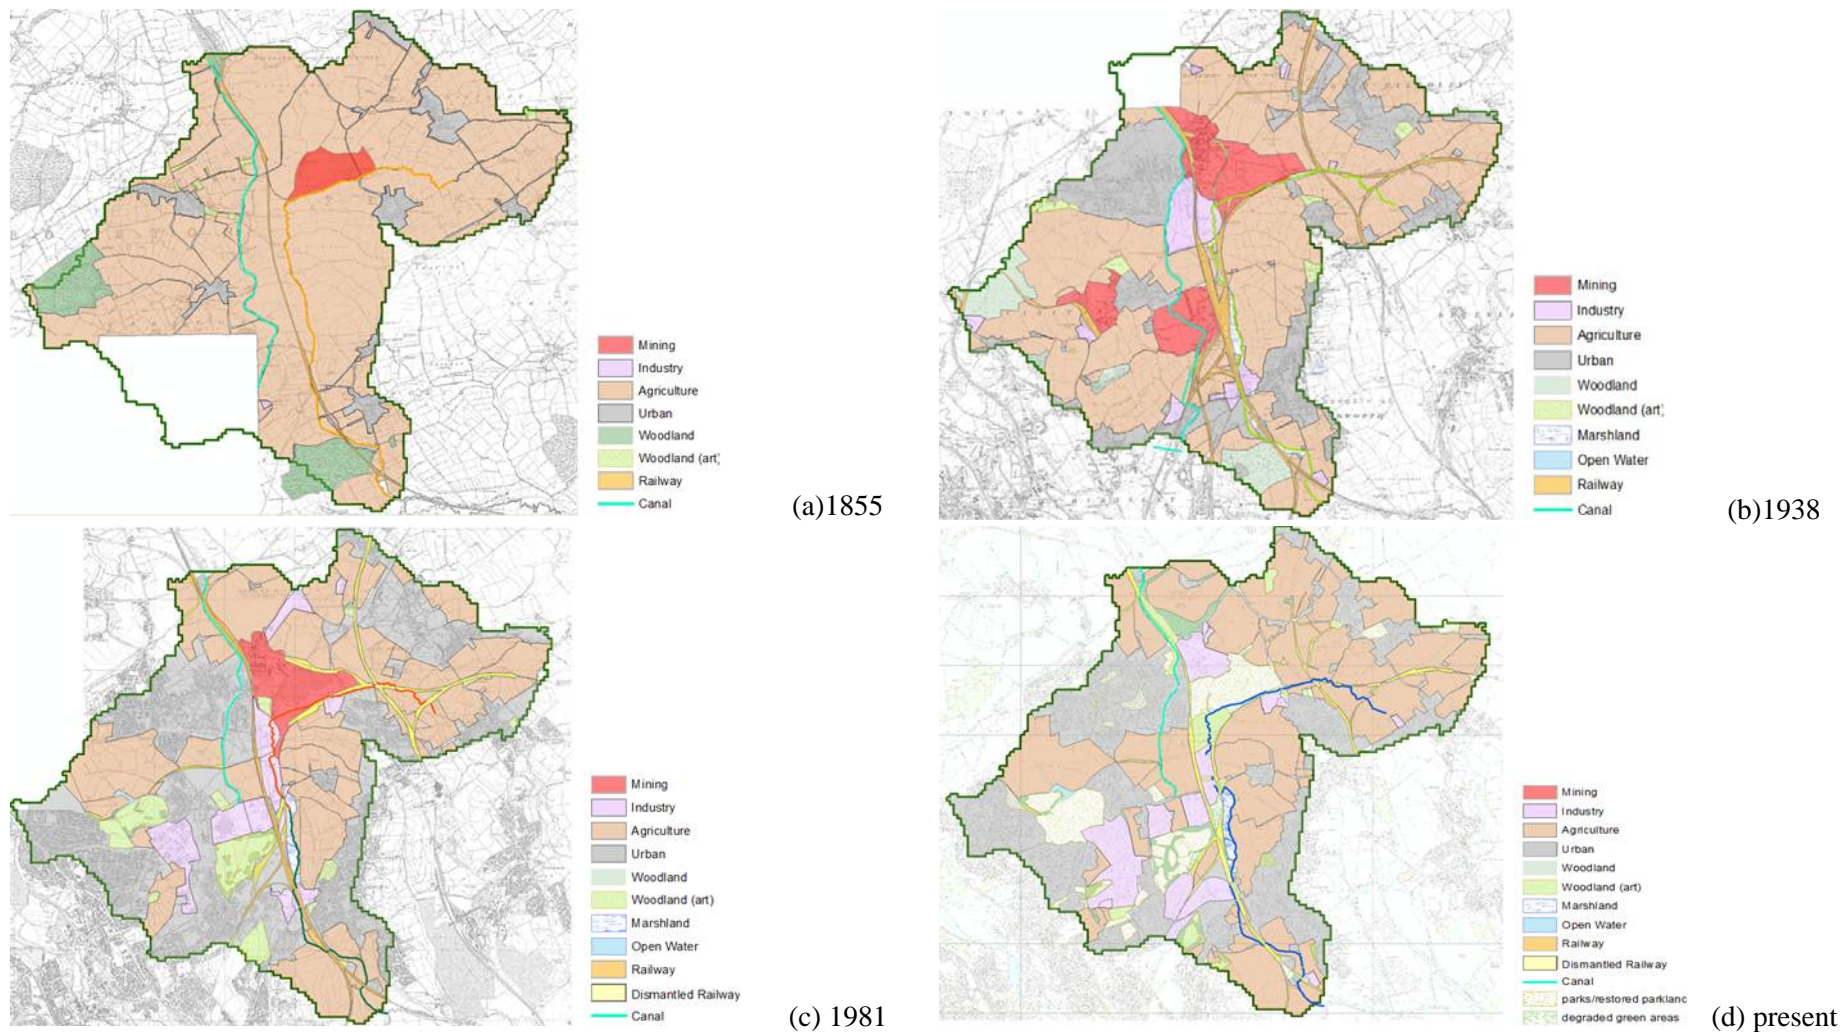 Mining
Industry
Agriculture
Urban
Woodland
Woodland (art)
Railway
Canal
(a)1855
Mining
Industry
Agriculture
Urban
Woodland
Woodland (art)
Marshland
Open Water
Railway
Canal
(b)1938
Mining
Industry
Agriculture
Urban
Woodland
Woodland (art)
Marshland
Open Water
Railway
Dismantled Railway
Canal
(c) 1981
Mining
Industry
Agriculture
Urban
Woodland
Woodland (art)
Marshland
Open Water
Railway
Dismantled Railway
Canal
parks/restored parklanc
degraded green areas
(d) present